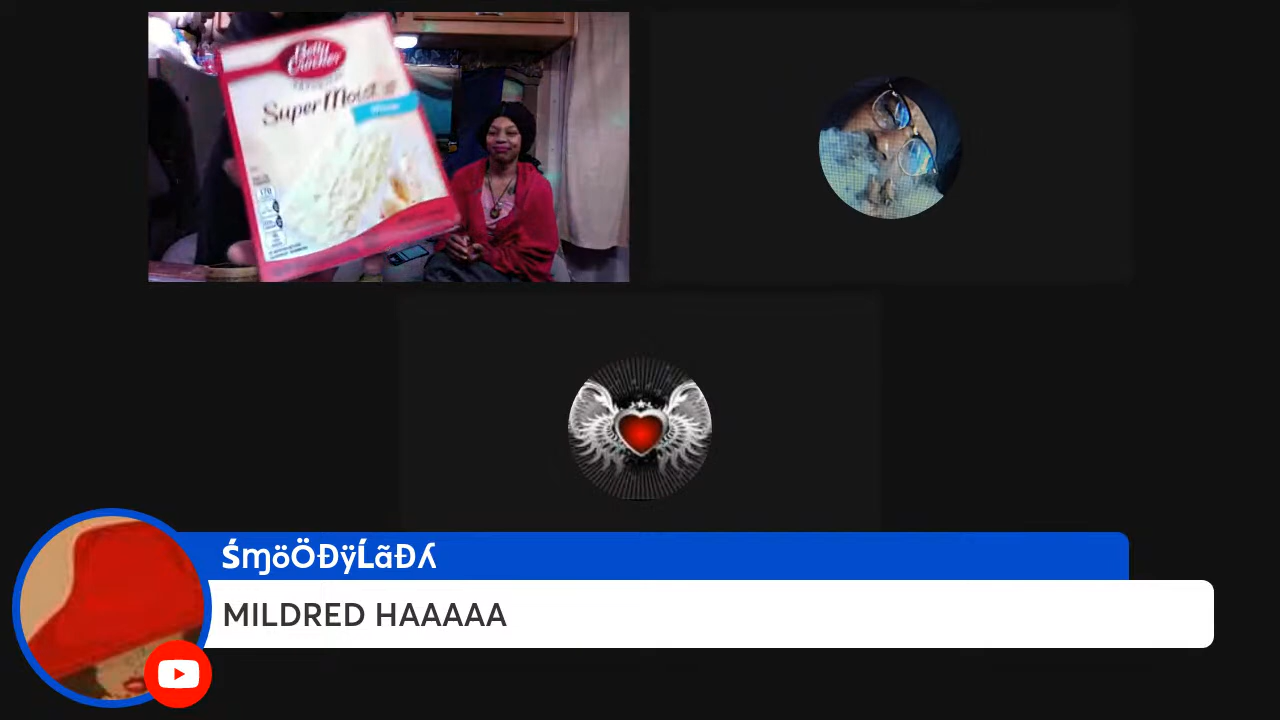 Betty
Crocker
Super Moist
ŚɱöÖĐÿĹãĐʎ
MILDRED HAAAAA